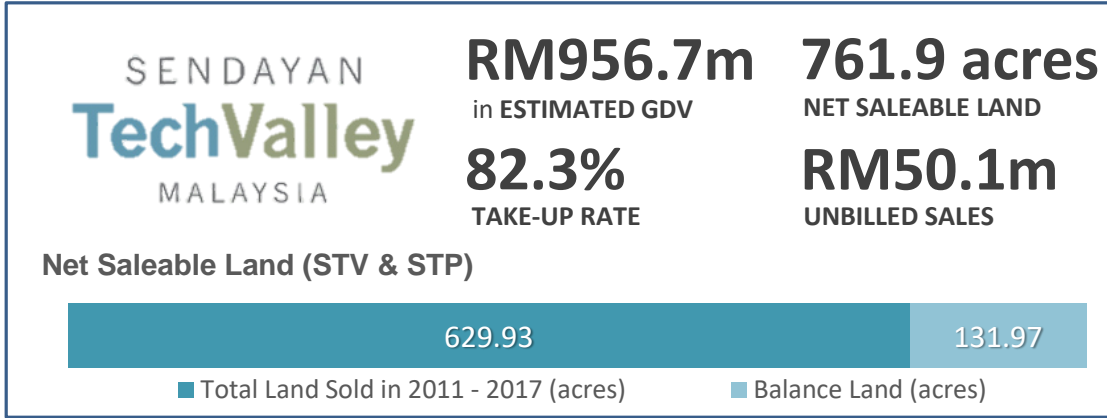 SENDAYAN
TechValley
MALAYSIA
RM956.7m
in ESTIMATED GDV
761.9 acres
NET SALEABLE LAND
82.3%
TAKE-UP RATE
RM50.1m
UNBILLED SALES
Net Saleable Land (STV & STP)
629.93
131.97
Total Land Sold in 2011 - 2017 (acres)
Balance Land (acres)